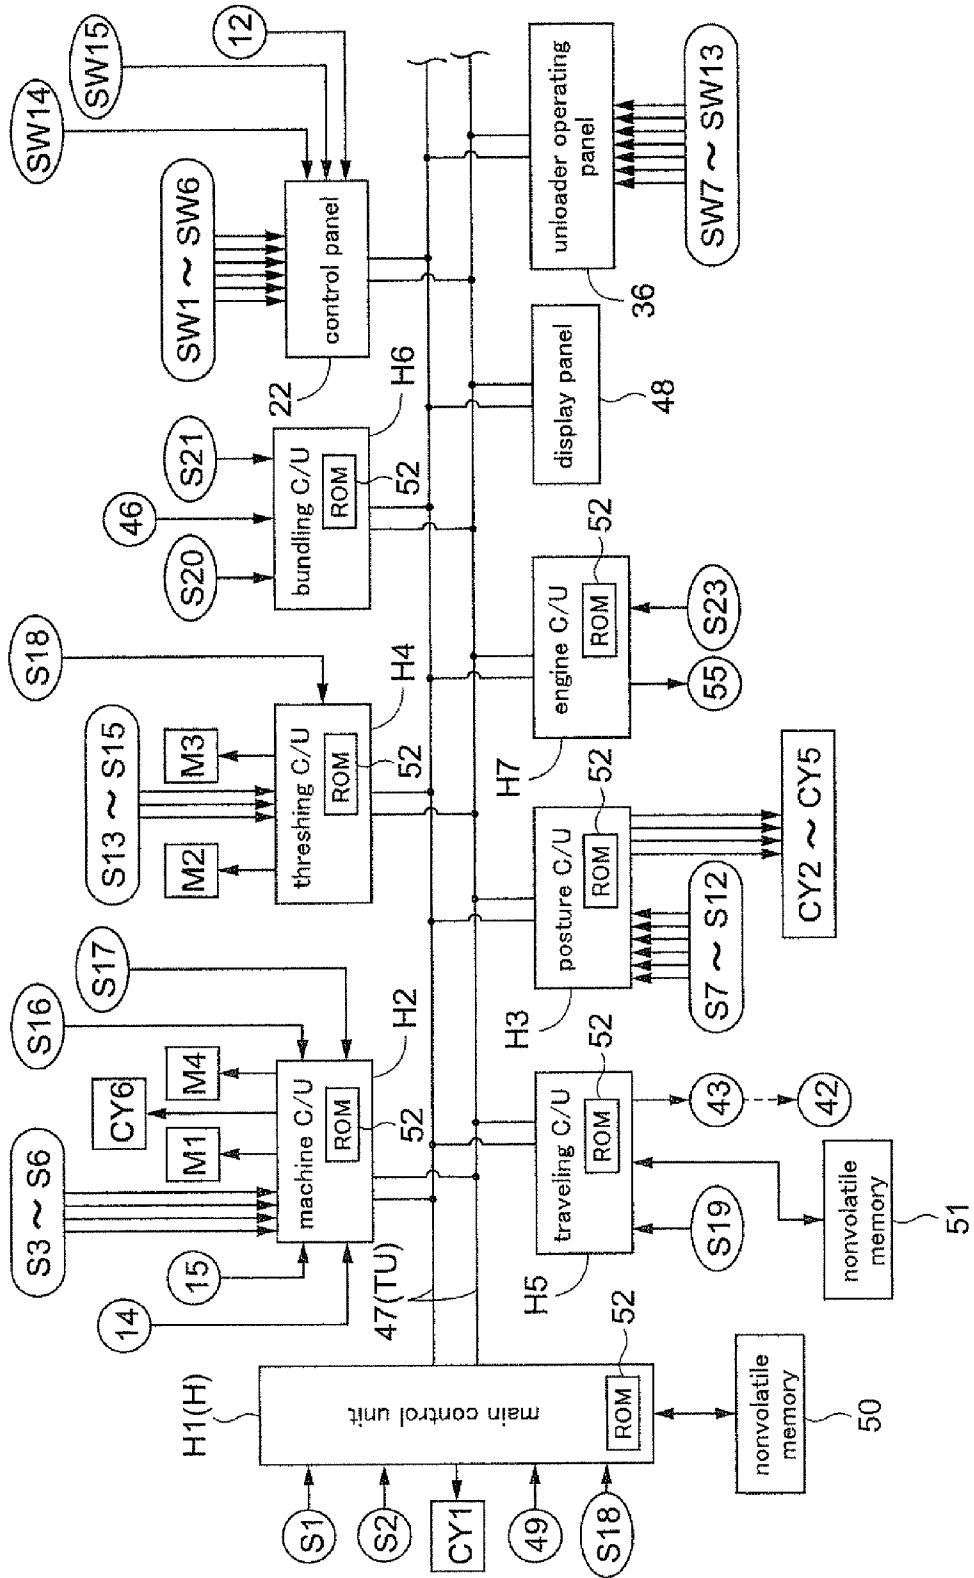 SW14
SW15
12
SW1 ~ SW6
control panel
22
S20
46
S21
bundling C/U
ROM
52
H6
S18
S13 ~ S15
M2
M3
threshing C/U
ROM
52
H4
S16
S17
S3 ~ S6
CY6
M1
M4
15
14
machine C/U
ROM
52
H2
47(TU)
H1(H)
main control unit
ROM
52
S1
S2
CY1
49
S18
nonvolatile
memory
50
traveling C/U
ROM
52
H5
S19
43
42
nonvolatile
memory
51
posture C/U
ROM
52
H3
S7 ~ S12
CY2 ~ CY5
engine C/U
ROM
52
H7
55
S23
display panel
48
unloader operating
panel
36
SW7 ~ SW13